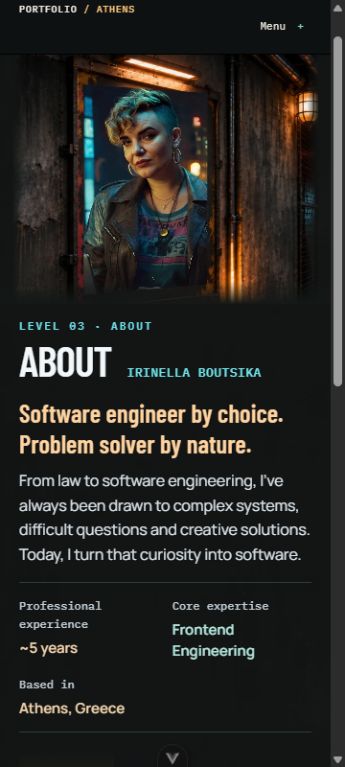 PORTFOLIO / ATHENS
Menu +
LEVEL 03 · ABOUT
ABOUT IRINELLA BOUTSIKA
Software engineer by choice.
Problem solver by nature.
From law to software engineering, I've
always been drawn to complex systems,
difficult questions and creative solutions.
Today, I turn that curiosity into software.
Professional
experience
~5 years
Core expertise
Frontend
Engineering
Based in
Athens, Greece